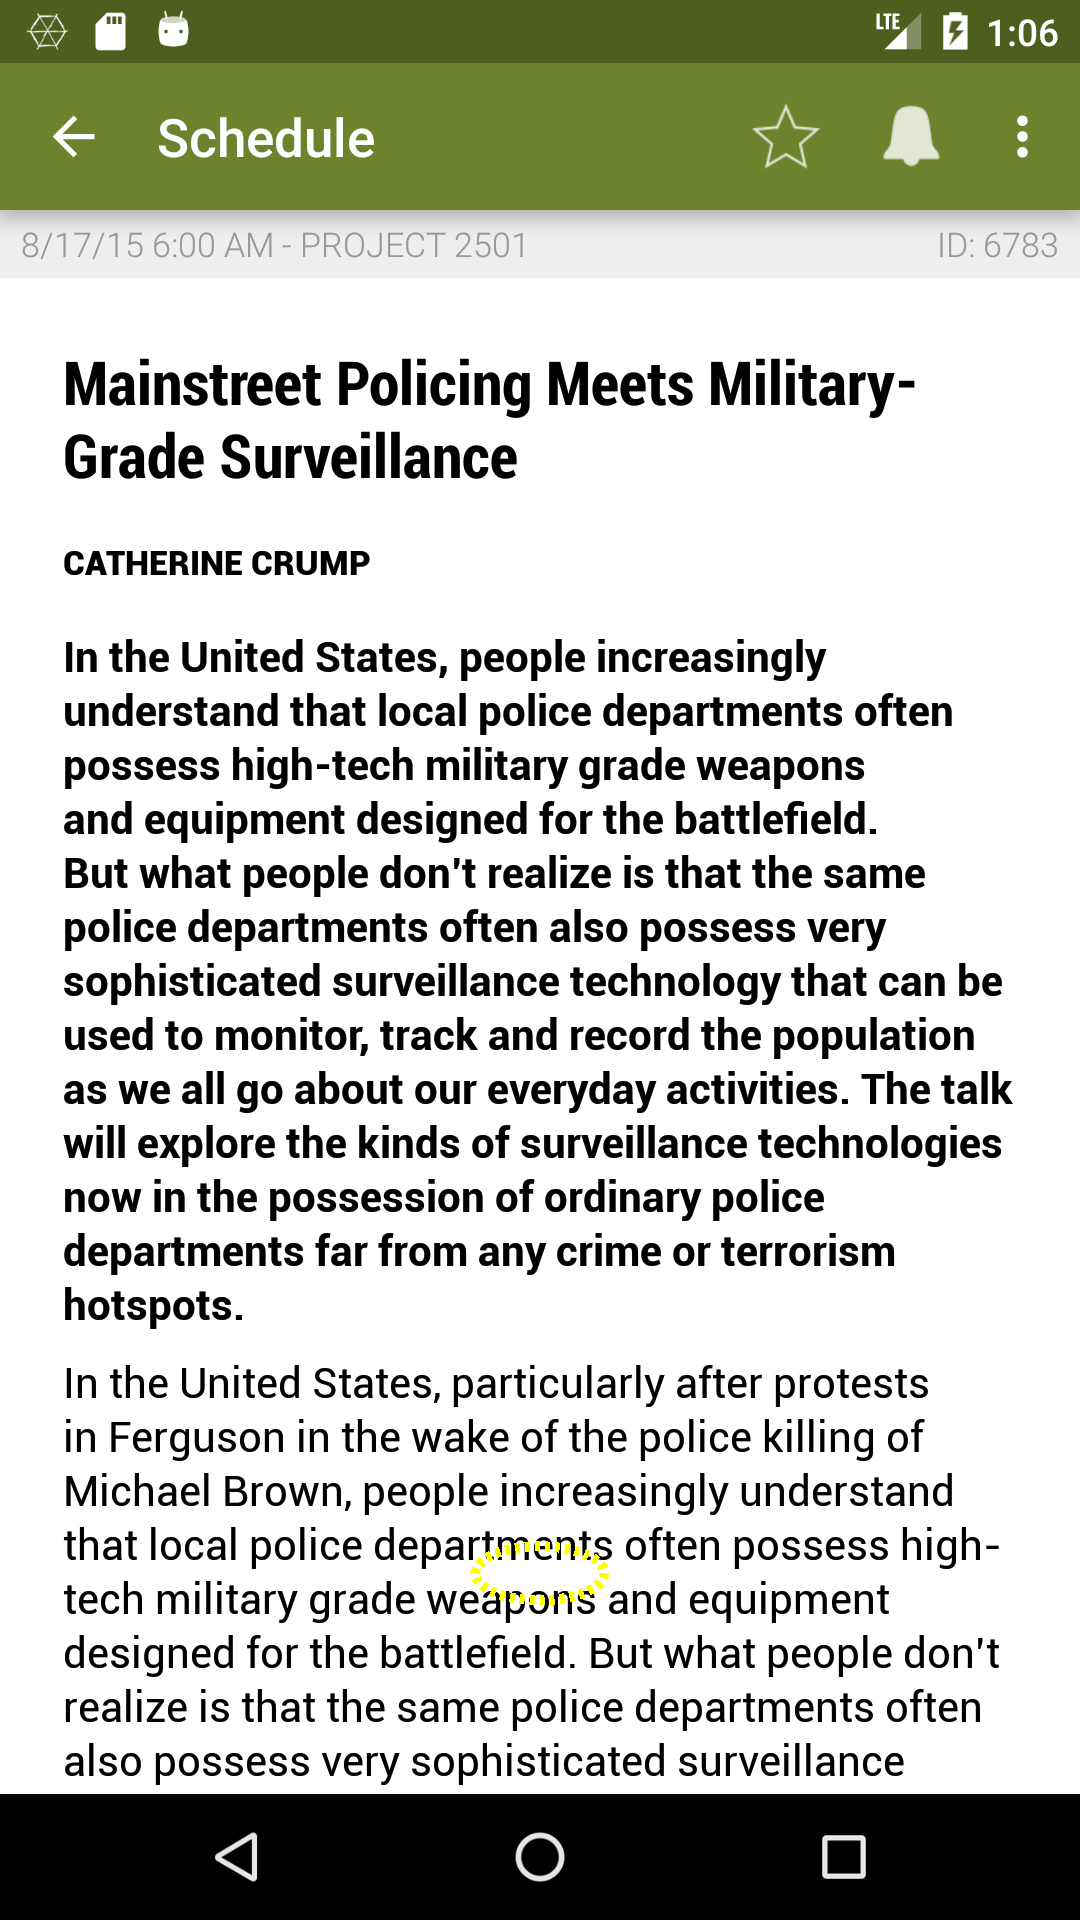 LTE 1:06
Schedule
8/17/15 6:00 AM - PROJECT 2501 ID: 6783
Mainstreet Policing Meets Military-
Grade Surveillance
CATHERINE CRUMP
In the United States, people increasingly
understand that local police departments often
possess high-tech military grade weapons
and equipment designed for the battlefield.
But what people don't realize is that the same
police departments often also possess very
sophisticated surveillance technology that can be
used to monitor, track and record the population
as we all go about our everyday activities. The talk
will explore the kinds of surveillance technologies
now in the possession of ordinary police
departments far from any crime or terrorism
hotspots.
In the United States, particularly after protests
in Ferguson in the wake of the police killing of
Michael Brown, people increasingly understand
that local police departments often possess high-
tech military grade weapons and equipment
designed for the battlefield. But what people don't
realize is that the same police departments often
also possess very sophisticated surveillance